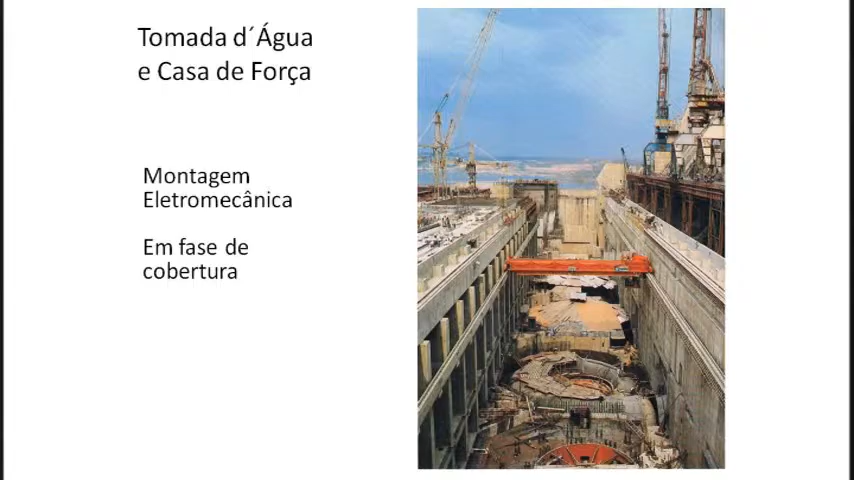 Tomada d´Água
e Casa de Força
Montagem
Eletromecânica
Em fase de
cobertura